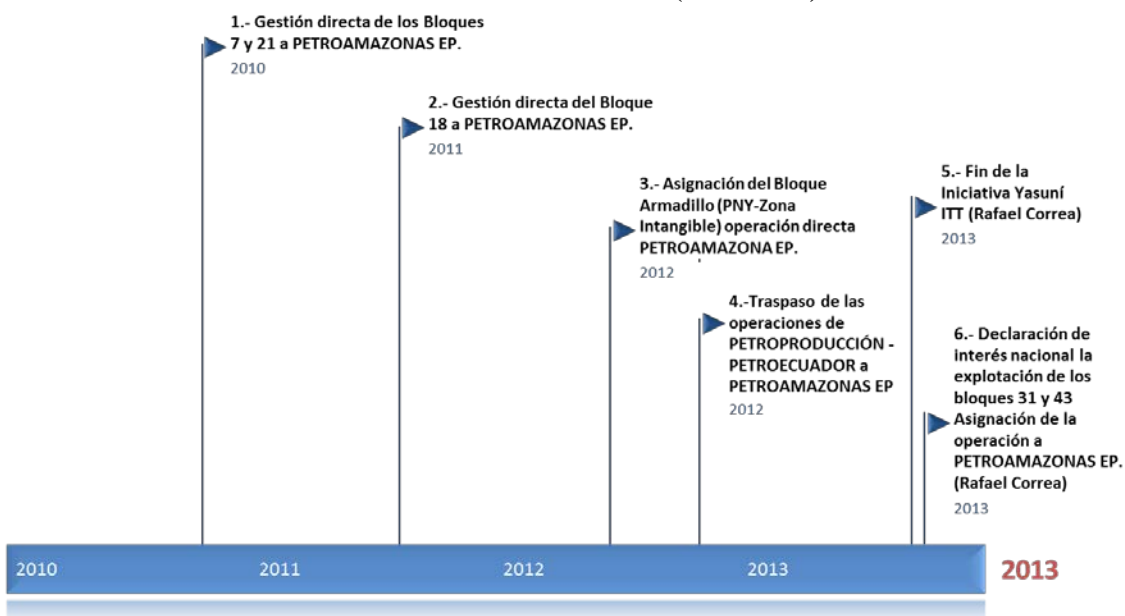 1.- Gestión directa de los Bloques
7 y 21 a PETROAMAZONAS EP.
2010
2.- Gestión directa del Bloque
18 a PETROAMAZONAS EP.
2011
3.- Asignación del Bloque
Armadillo (PNY-Zona
Intangible) operación directa
PETROAMAZONA EP.
2012
4.-Traspaso de las
operaciones de
PETROPRODUCCIÓN -
PETROECUADOR a
PETROAMAZONAS EP
2012
5.- Fin de la
Iniciativa Yasuní
ITT (Rafael Correa)
2013
6.- Declaración de
interés nacional la
explotación de los
bloques 31 y 43
Asignación de la
operación a
PETROAMAZONAS EP.
(Rafael Correa)
2013
2010 2011 2012 2013 2013